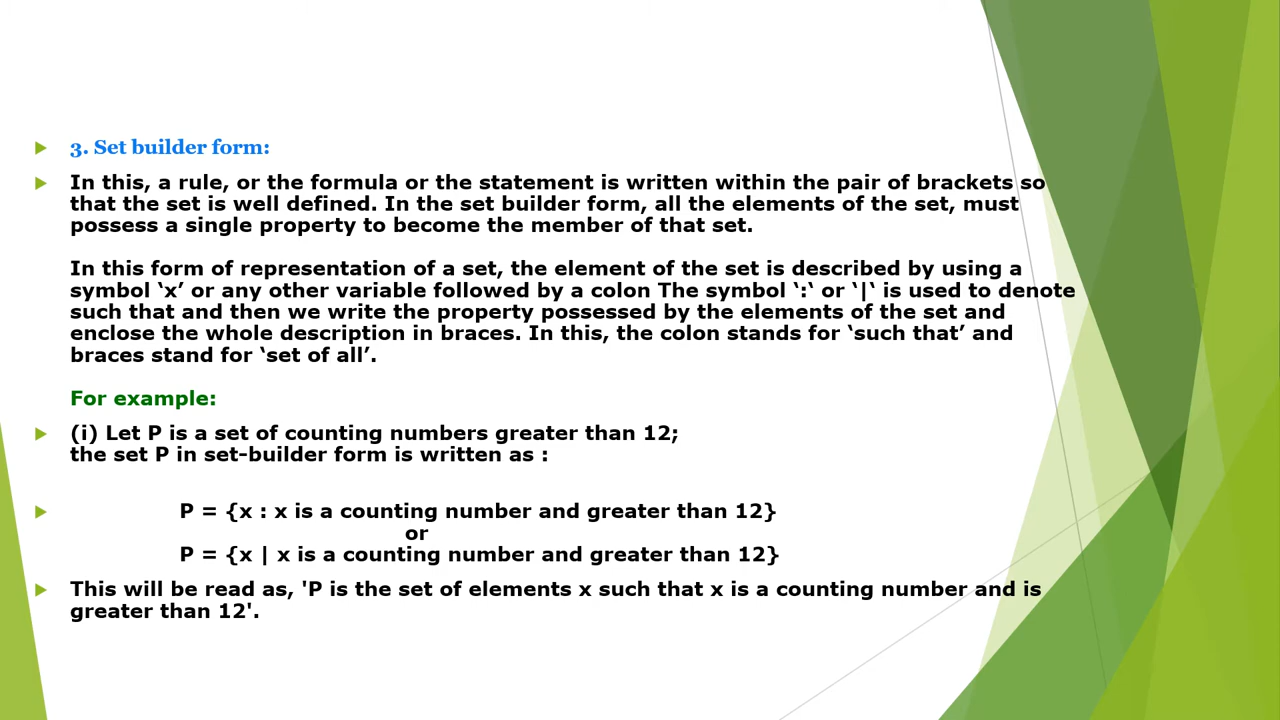 3. Set builder form:
In this, a rule, or the formula or the statement is written within the pair of brackets so
that the set is well defined. In the set builder form, all the elements of the set, must
possess a single property to become the member of that set.
In this form of representation of a set, the element of the set is described by using a
symbol ‘x’ or any other variable followed by a colon The symbol ‘:‘ or ‘|‘ is used to denote
such that and then we write the property possessed by the elements of the set and
enclose the whole description in braces. In this, the colon stands for ‘such that’ and
braces stand for ‘set of all’.
For example:
(i) Let P is a set of counting numbers greater than 12;
the set P in set-builder form is written as :
P = {x : x is a counting number and greater than 12}
or
P = {x | x is a counting number and greater than 12}
This will be read as, 'P is the set of elements x such that x is a counting number and is
greater than 12'.